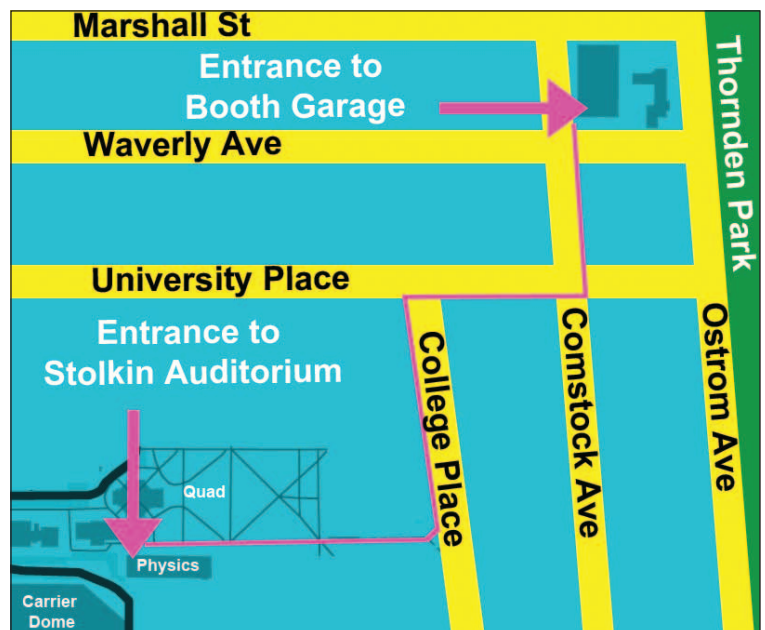 Marshall St
Entrance to
Booth Garage
Thornden Park
Waverly Ave
University Place
Entrance to
Stolkin Auditorium
College Place
Comstock Ave
Ostrom Ave
Quad
Physics
Carrier
Dome